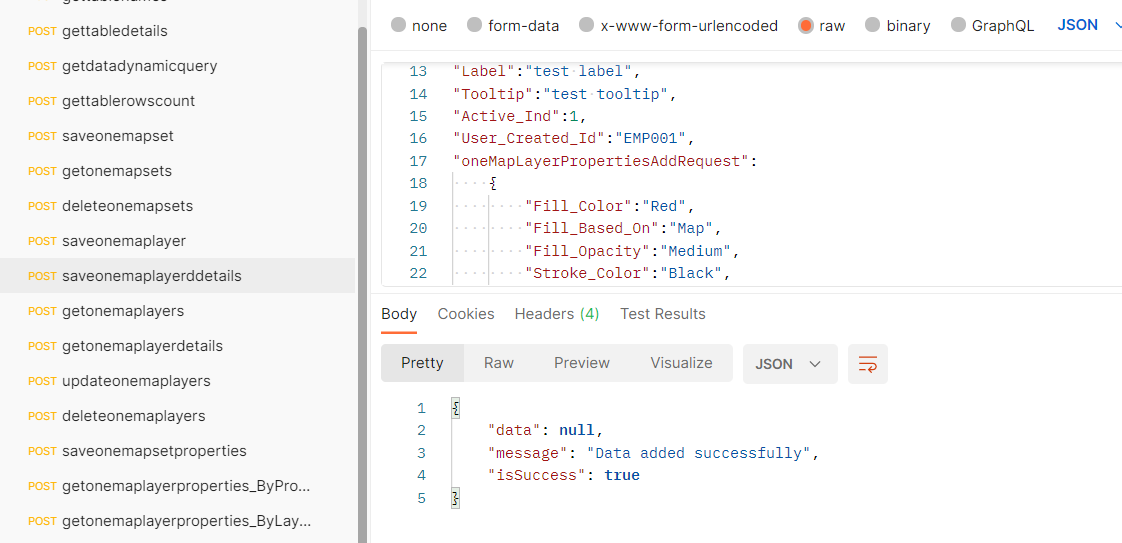 POST gettabledetails
POST getdatadynamicquery
POST gettablerowscount
POST saveonemapset
POST getonemapsets
POST deleteonemapsets
POST saveonemaplayer
POST saveonemaplayerddetails
POST getonemaplayers
POST getonemaplayerdetails
POST updateonemaplayers
POST deleteonemaplayers
POST saveonemapsetproperties
POST getonemaplayerproperties_ByPro...
POST getonemaplayerproperties_ByLay...
none form-data x-www-form-urlencoded raw binary GraphQL JSON
13 "Label":"test label",
14 "Tooltip":"test tooltip",
15 "Active_Ind":1,
16 "User_Created_Id":"EMP001",
17 "oneMapLayerPropertiesAddRequest":
18 {
19 "Fill_Color":"Red",
20 "Fill_Based_On":"Map",
21 "Fill_Opacity":"Medium",
22 "Stroke_Color":"Black",
Body Cookies Headers (4) Test Results
Pretty Raw Preview Visualize JSON
1 {
2 "data": null,
3 "message": "Data added successfully",
4 "isSuccess": true
5 }